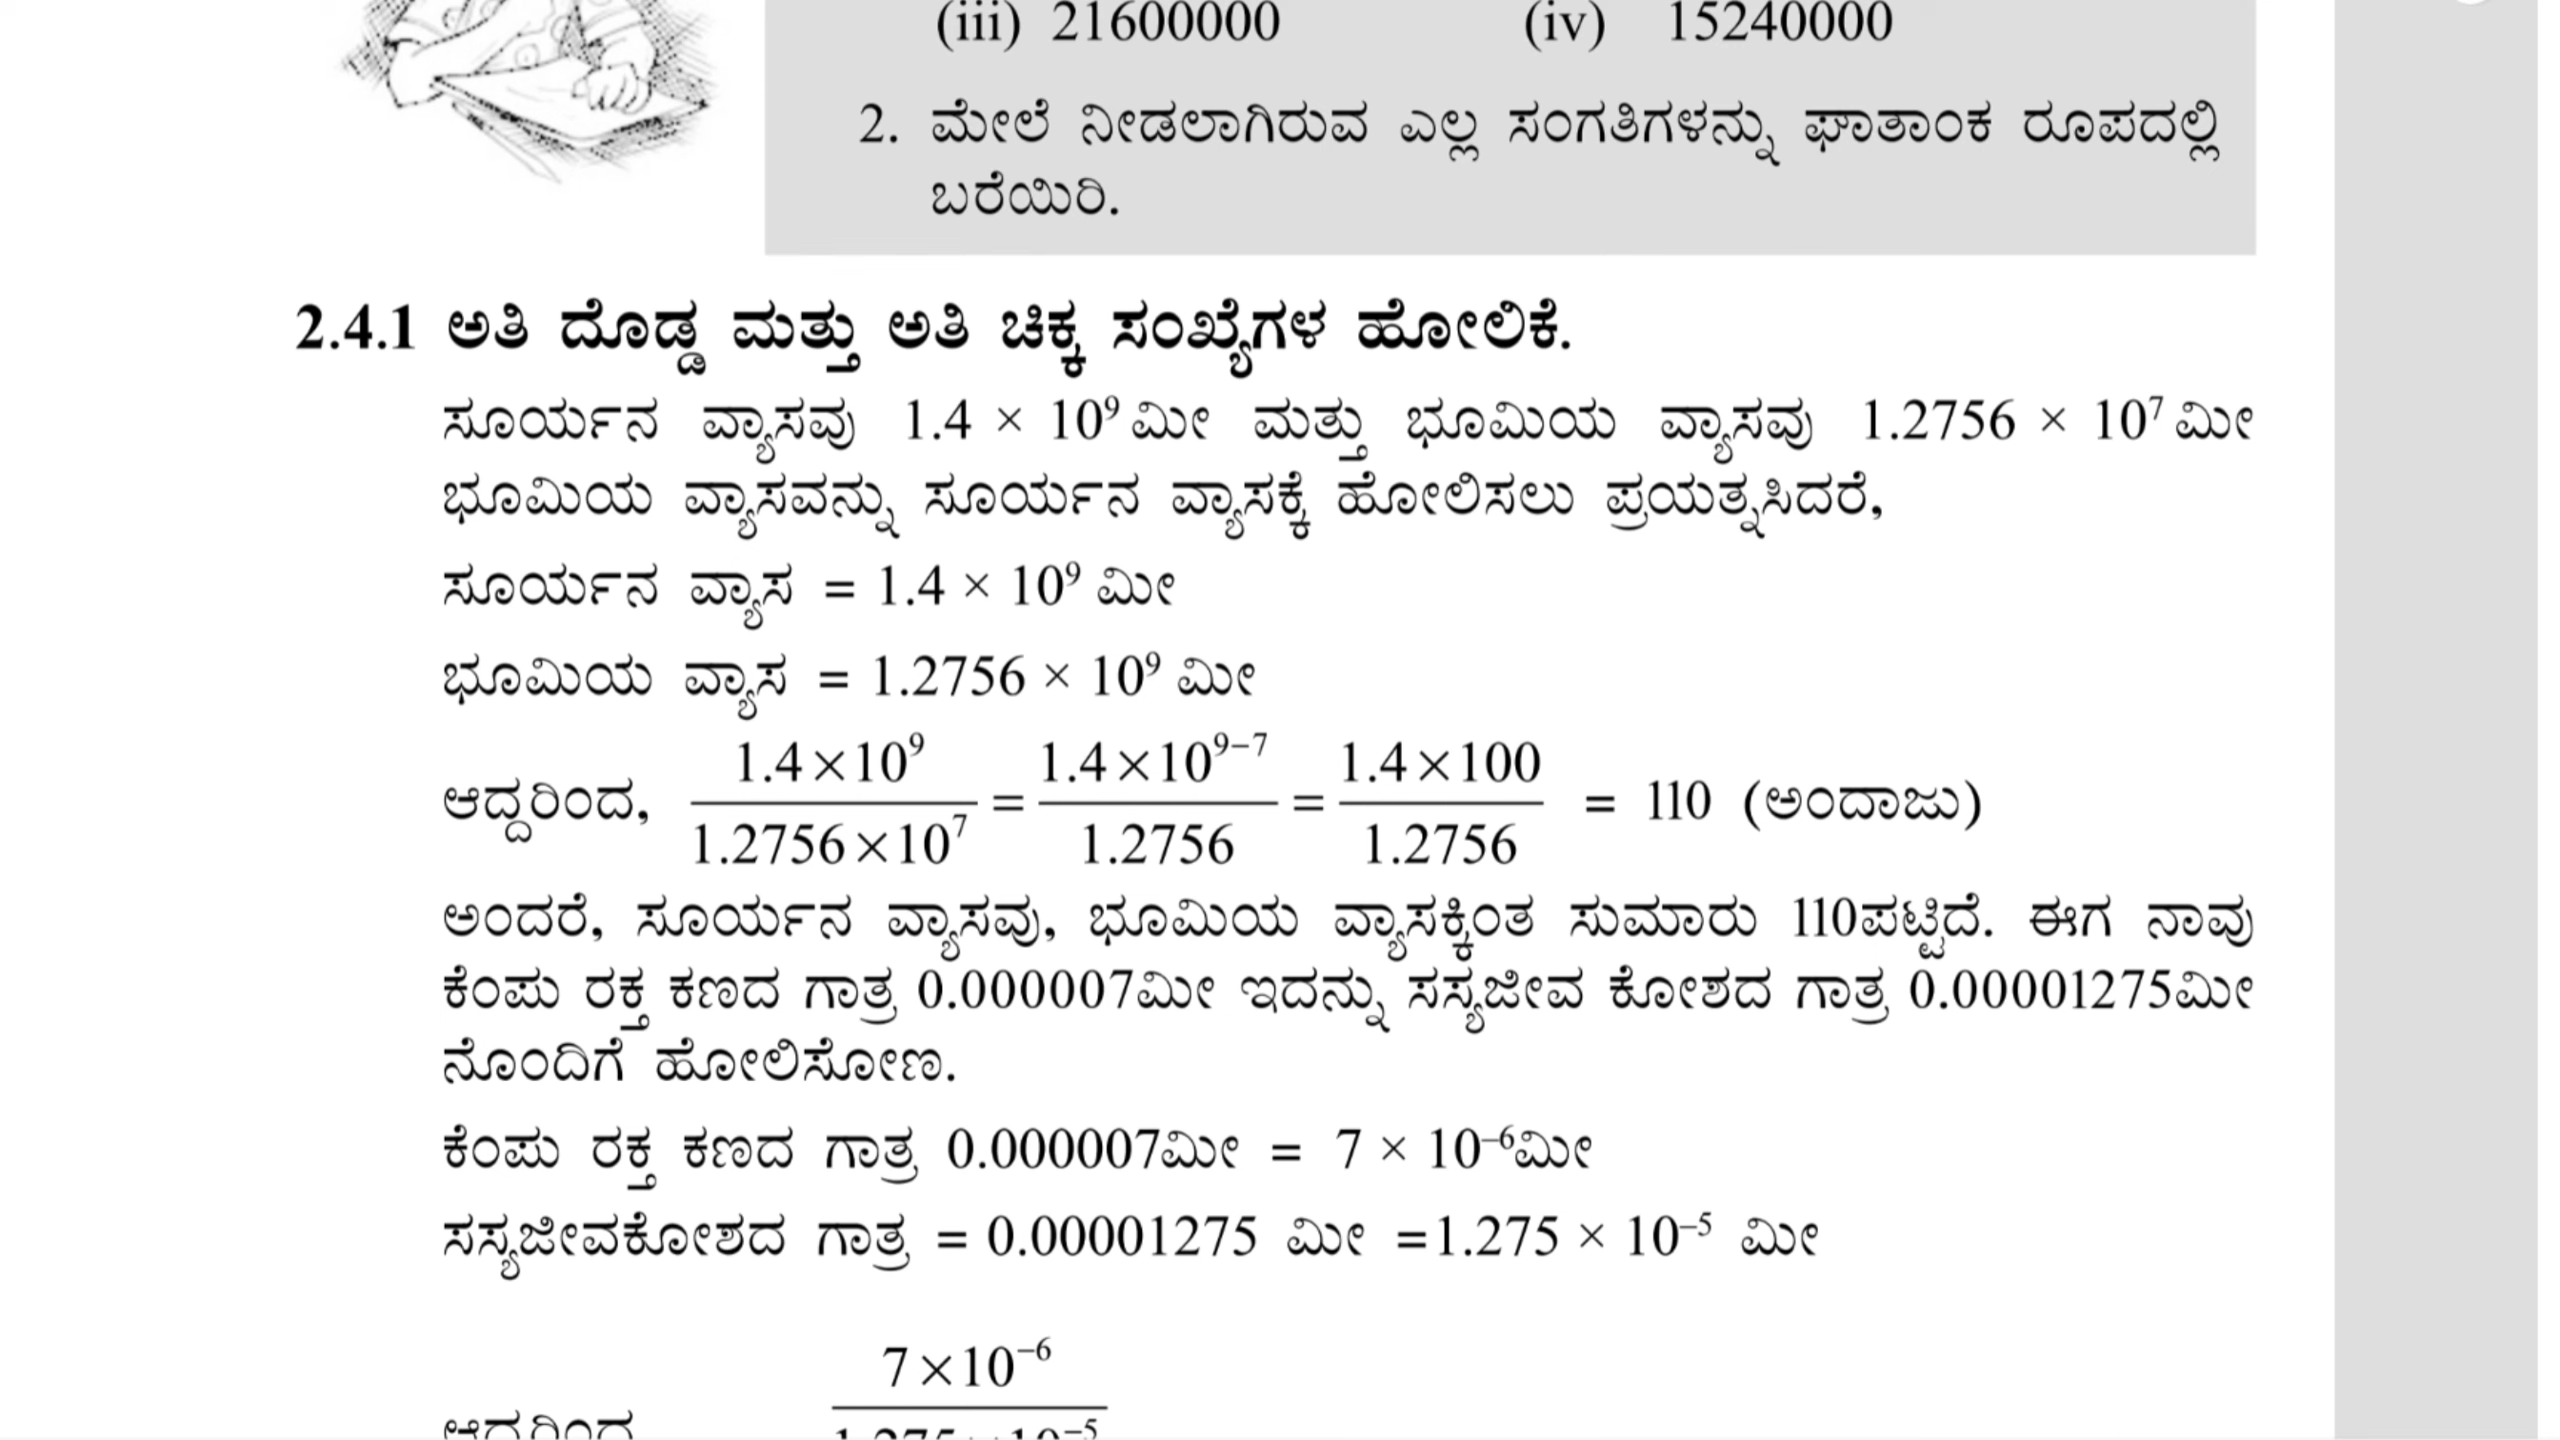 (iii) 21600000 (iv) 15240000
2. ಮೇಲೆ ನೀಡಲಾಗಿರುವ ಎಲ್ಲ ಸಂಗತಿಗಳನ್ನು ಘಾತಾಂಕ ರೂಪದಲ್ಲಿ
ಬರೆಯಿರಿ.
2.4.1 ಅತಿ ದೊಡ್ಡ ಮತ್ತು ಅತಿ ಚಿಕ್ಕ ಸಂಖ್ಯೆಗಳ ಹೋಲಿಕೆ.
ಸೂರ್ಯನ ವ್ಯಾಸವು 1.4 × 10⁹ ಮೀ ಮತ್ತು ಭೂಮಿಯ ವ್ಯಾಸವು 1.2756 × 10⁷ ಮೀ
ಭೂಮಿಯ ವ್ಯಾಸವನ್ನು ಸೂರ್ಯನ ವ್ಯಾಸಕ್ಕೆ ಹೋಲಿಸಲು ಪ್ರಯತ್ನಸಿದರೆ,
ಸೂರ್ಯನ ವ್ಯಾಸ = 1.4 × 10⁹ ಮೀ
ಭೂಮಿಯ ವ್ಯಾಸ = 1.2756 × 10⁹ ಮೀ
ಆದ್ದರಿಂದ, 1.4×10⁹ / 1.2756×10⁷ = 1.4×10⁹⁻⁷ / 1.2756 = 1.4×100 / 1.2756 = 110 (ಅಂದಾಜು)
ಅಂದರೆ, ಸೂರ್ಯನ ವ್ಯಾಸವು, ಭೂಮಿಯ ವ್ಯಾಸಕ್ಕಿಂತ ಸುಮಾರು 110ಪಟ್ಟಿದೆ. ಈಗ ನಾವು
ಕೆಂಪು ರಕ್ತ ಕಣದ ಗಾತ್ರ 0.000007ಮೀ ಇದನ್ನು ಸಸ್ಯಜೀವ ಕೋಶದ ಗಾತ್ರ 0.00001275ಮೀ
ನೊಂದಿಗೆ ಹೋಲಿಸೋಣ.
ಕೆಂಪು ರಕ್ತ ಕಣದ ಗಾತ್ರ 0.000007ಮೀ = 7 × 10⁻⁶ಮೀ
ಸಸ್ಯಜೀವಕೋಶದ ಗಾತ್ರ = 0.00001275 ಮೀ =1.275 × 10⁻⁵ ಮೀ
7×10⁻⁶